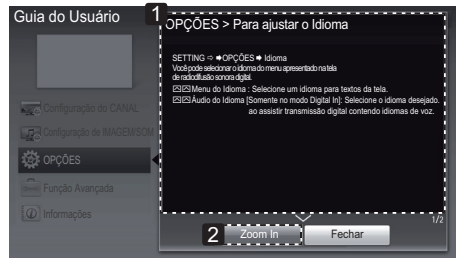 Guia do Usuário
1
OPÇÕES > Para ajustar o Idioma
SETTING ⇨ ➡OPÇÕES ➡ Idioma
Você pode selecionar o idioma do menu apresentado na tela
de radiodifusão sonora digital.
Menu do Idioma : Selecione um idioma para textos da tela.
Áudio do Idioma [Somente no modo Digital In]: Selecione o idioma desejado.
ao assistir transmissão digital contendo idiomas de voz.
Configuração do CANAL
Configuração de IMAGEM/SOM
OPÇÕES
Função Avançada
Informações
1/2
2
Zoom In
Fechar